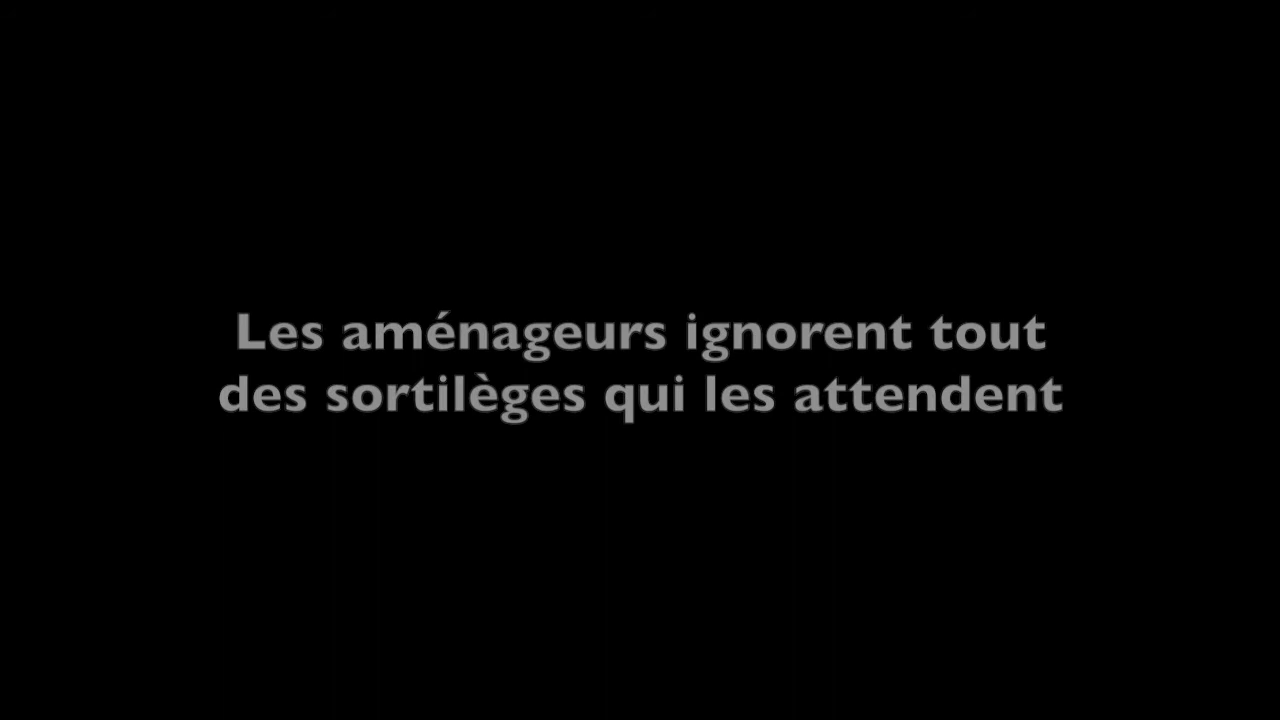 Les aménageurs ignorent tout
des sortilèges qui les attendent